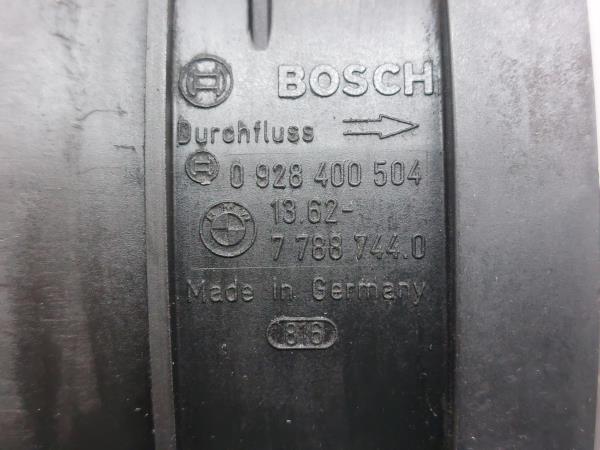 BOSCH
Durchfluss
0 928 400 504
13.62-
7 788 744.0
Made in Germany
816